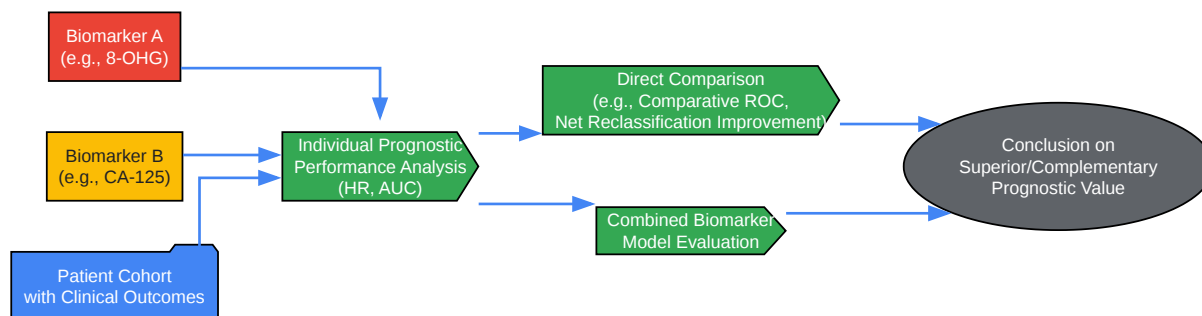 Biomarker A
(e.g., 8-OHG)
Biomarker B
(e.g., CA-125)
Patient Cohort
with Clinical Outcomes
Individual Prognostic
Performance Analysis
(HR, AUC)
Direct Comparison
(e.g., Comparative ROC,
Net Reclassification Improvement)
Combined Biomarker
Model Evaluation
Conclusion on
Superior/Complementary
Prognostic Value